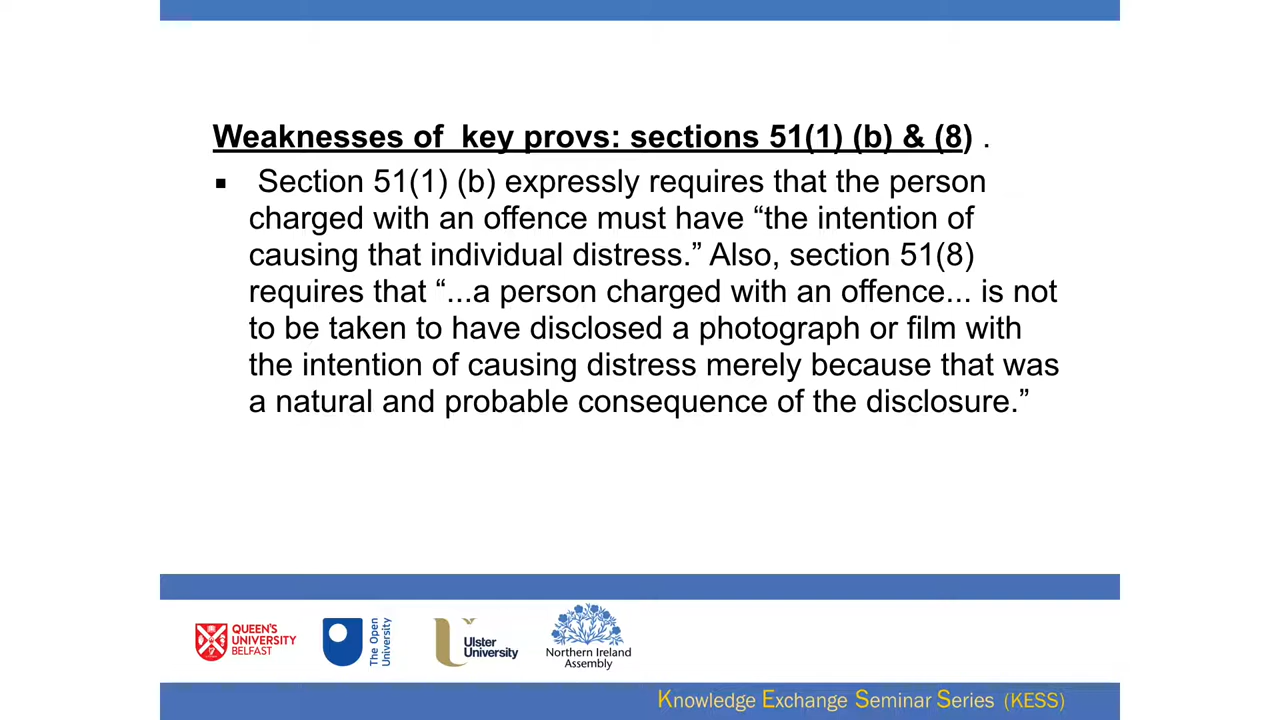 Weaknesses of key provs: sections 51(1) (b) & (8) .
▪ Section 51(1) (b) expressly requires that the person
charged with an offence must have “the intention of
causing that individual distress.” Also, section 51(8)
requires that “...a person charged with an offence... is not
to be taken to have disclosed a photograph or film with
the intention of causing distress merely because that was
a natural and probable consequence of the disclosure.”
QUEEN'S
UNIVERSITY
BELFAST
The Open
University
Ulster
University
Northern Ireland
Assembly
Knowledge Exchange Seminar Series (KESS)